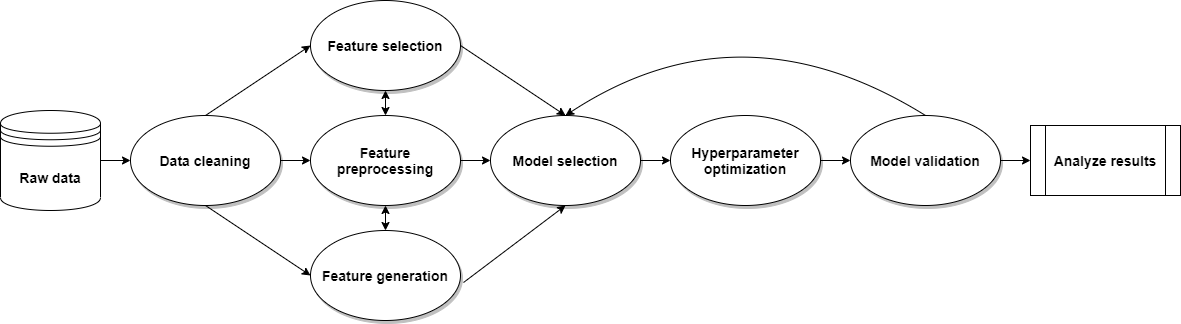 Feature selection
Raw data
Data cleaning
Feature
preprocessing
Model selection
Hyperparameter
optimization
Model validation
Analyze results
Feature generation